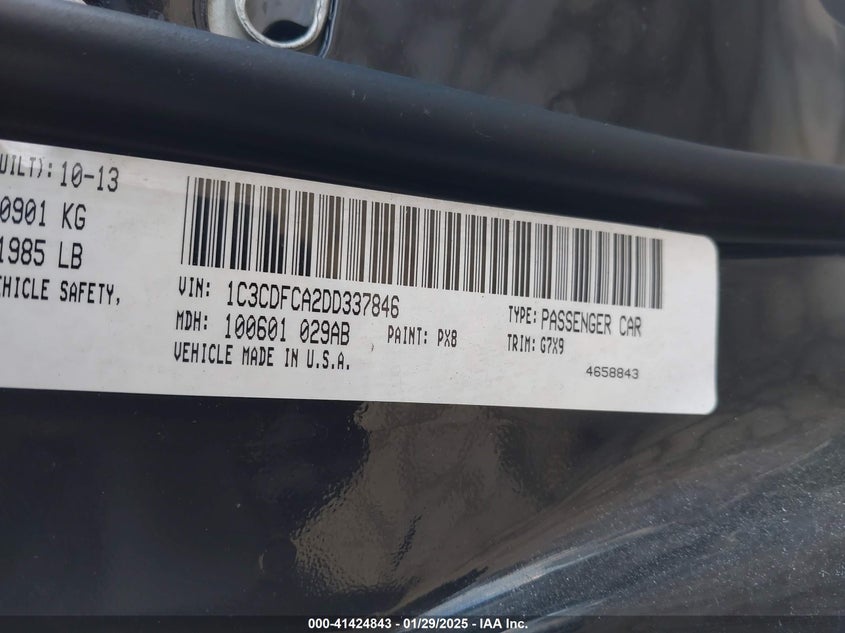 UILT): 10-13
0901 KG
1985 LB
EHICLE SAFETY,
VIN: 1C3CDFCA2DD337846
MDH: 100601 029AB
PAINT: PX8
VEHICLE MADE IN U.S.A.
TYPE: PASSENGER CAR
TRIM: G7X9
4658843
000-41424843 - 01/29/2025 - IAA Inc.